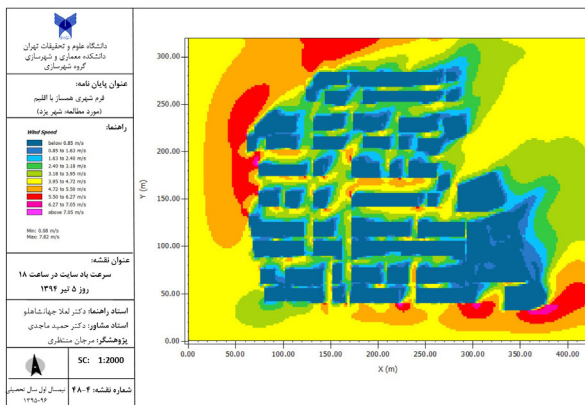 دانشگاه علوم و تحقیقات تهران
دانشکده معماری و شهرسازی
گروه شهرسازی
عنوان پایان نامه:
فرم شهری همساز با اقلیم
(مورد مطالعه: شهر یزد)
راهنما:
Wind Speed
below 0.85 m/s
0.85 to 1.63 m/s
1.63 to 2.40 m/s
2.40 to 3.18 m/s
3.18 to 3.95 m/s
3.95 to 4.72 m/s
4.72 to 5.50 m/s
5.50 to 6.27 m/s
6.27 to 7.05 m/s
above 7.05 m/s
Min: 0.08 m/s
Max: 7.82 m/s
عنوان نقشه:
سرعت باد سایت در ساعت ۱۸
روز ۵ تیر ۱۳۹۴
استاد راهنما: دکتر لعلا جهانشاهلو
استاد مشاور: دکتر حمید ماجدی
پژوهشگر: مرجان منتظری
SC: 1:2000
نیمسال اول سال تحصیلی
۱۳۹۵-۹۶
شماره نقشه: ۴-۴۸
300.00
250.00
200.00
150.00
100.00
50.00
0.00
Y (m)
0.00 50.00 100.00 150.00 200.00 250.00 300.00 350.00 400.0
X (m)